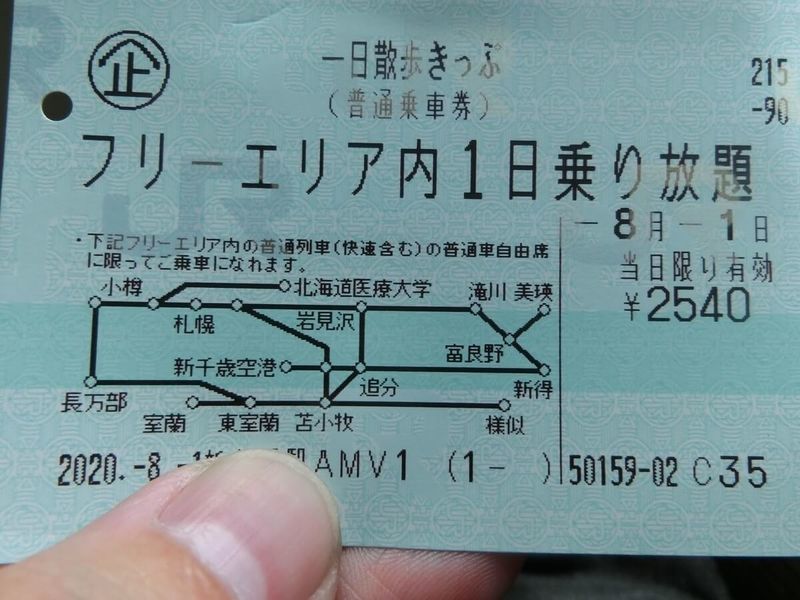 企
一日散歩きっぷ
215
(普通乗車券)
-90
フリーエリア内1日乗り放題
-8月-1日
・下記フリーエリア内の普通列車(快速含む)の普通車自由席
に限ってご乗車になれます。
当日限り有効
¥2540
小樽
北海道医療大学
滝川
美瑛
札幌
岩見沢
富良野
新千歳空港
追分
新得
長万部
室蘭
東室蘭
苫小牧
様似
2020.-8.-1
AMV1
(1- )
50159-02
C35